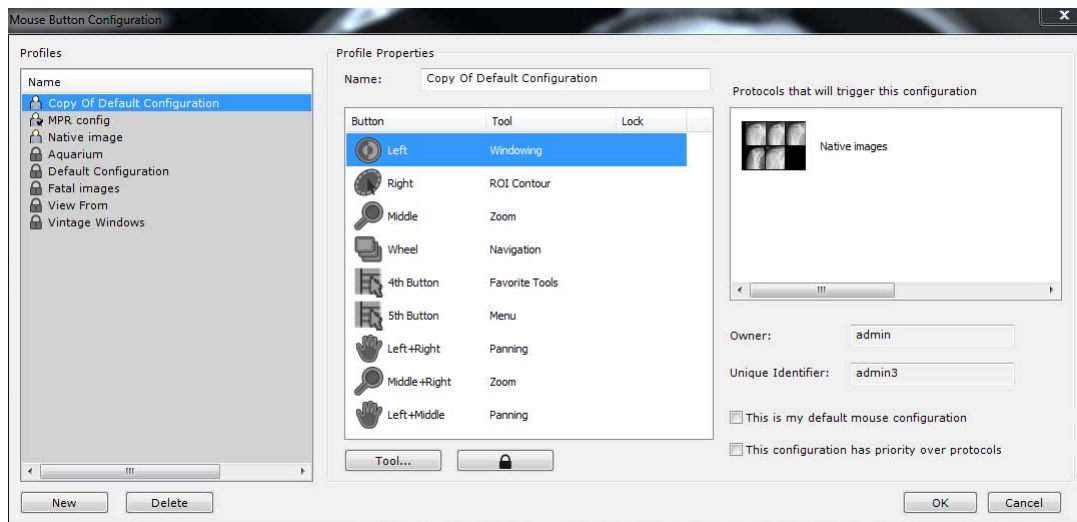 Mouse Button Configuration
x
Profiles
Name
Copy Of Default Configuration
MPR config
Native image
Aquarium
Default Configuration
Fatal images
View From
Vintage Windows
New Delete
Profile Properties
Name: Copy Of Default Configuration
Button Tool Lock
Left Windowing
Right ROI Contour
Middle Zoom
Wheel Navigation
4th Button Favorite Tools
5th Button Menu
Left+Right Panning
Middle+Right Zoom
Left+Middle Panning
Tool...
Protocols that will trigger this configuration
Native images
Owner: admin
Unique Identifier: admin3
This is my default mouse configuration
This configuration has priority over protocols
OK Cancel